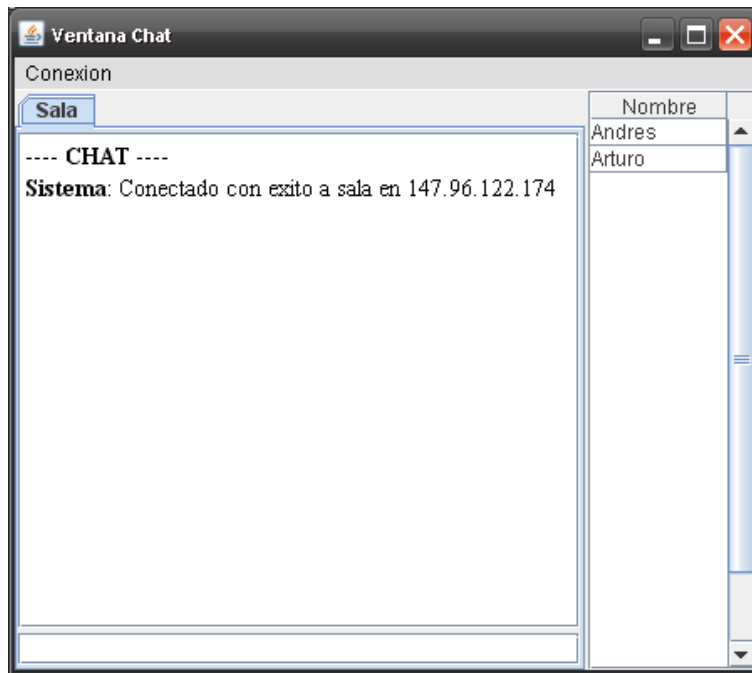 Ventana Chat
Conexion
Sala
---- CHAT ----
Sistema: Conectado con exito a sala en 147.96.122.174
Nombre
Andres
Arturo